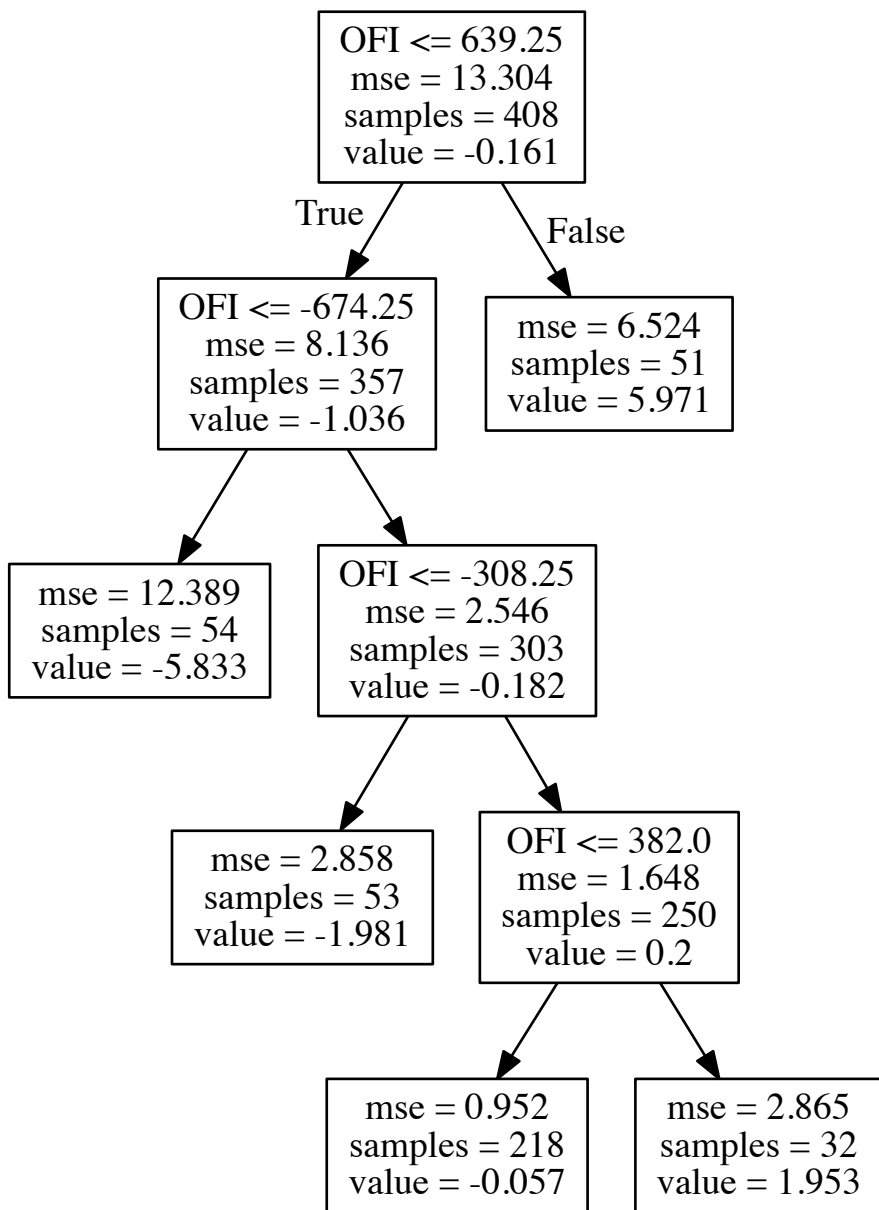 OFI <= 639.25
mse = 13.304
samples = 408
value = -0.161
True
False
OFI <= -674.25
mse = 8.136
samples = 357
value = -1.036
mse = 6.524
samples = 51
value = 5.971
mse = 12.389
samples = 54
value = -5.833
OFI <= -308.25
mse = 2.546
samples = 303
value = -0.182
mse = 2.858
samples = 53
value = -1.981
OFI <= 382.0
mse = 1.648
samples = 250
value = 0.2
mse = 0.952
samples = 218
value = -0.057
mse = 2.865
samples = 32
value = 1.953